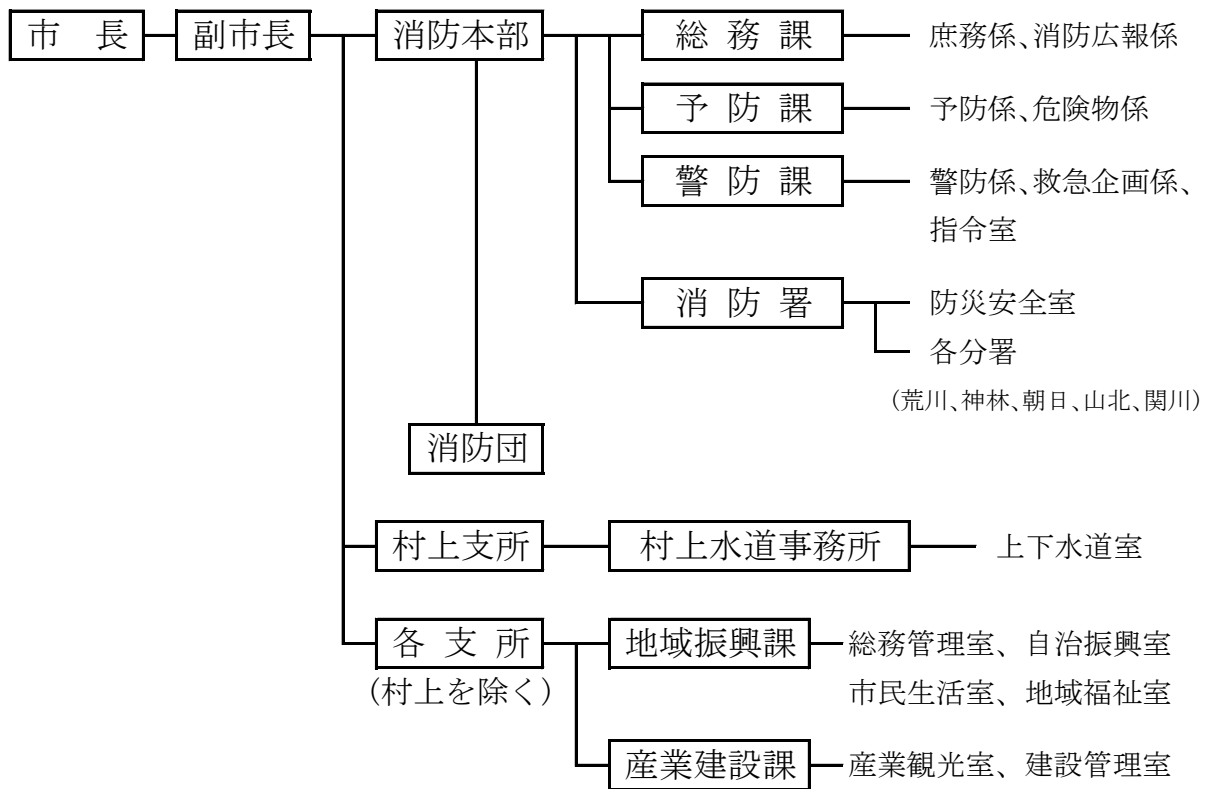 市 長 副市長 消防本部 総務課 庶務係、消防広報係
予防課 予防係、危険物係
警防課 警防係、救急企画係、
指令室
消防署 防災安全室
各分署
(荒川、神林、朝日、山北、関川)
消防団
村上支所 村上水道事務所 上下水道室
各支所 地域振興課 総務管理室、自治振興室
(村上を除く) 市民生活室、地域福祉室
産業建設課 産業観光室、建設管理室